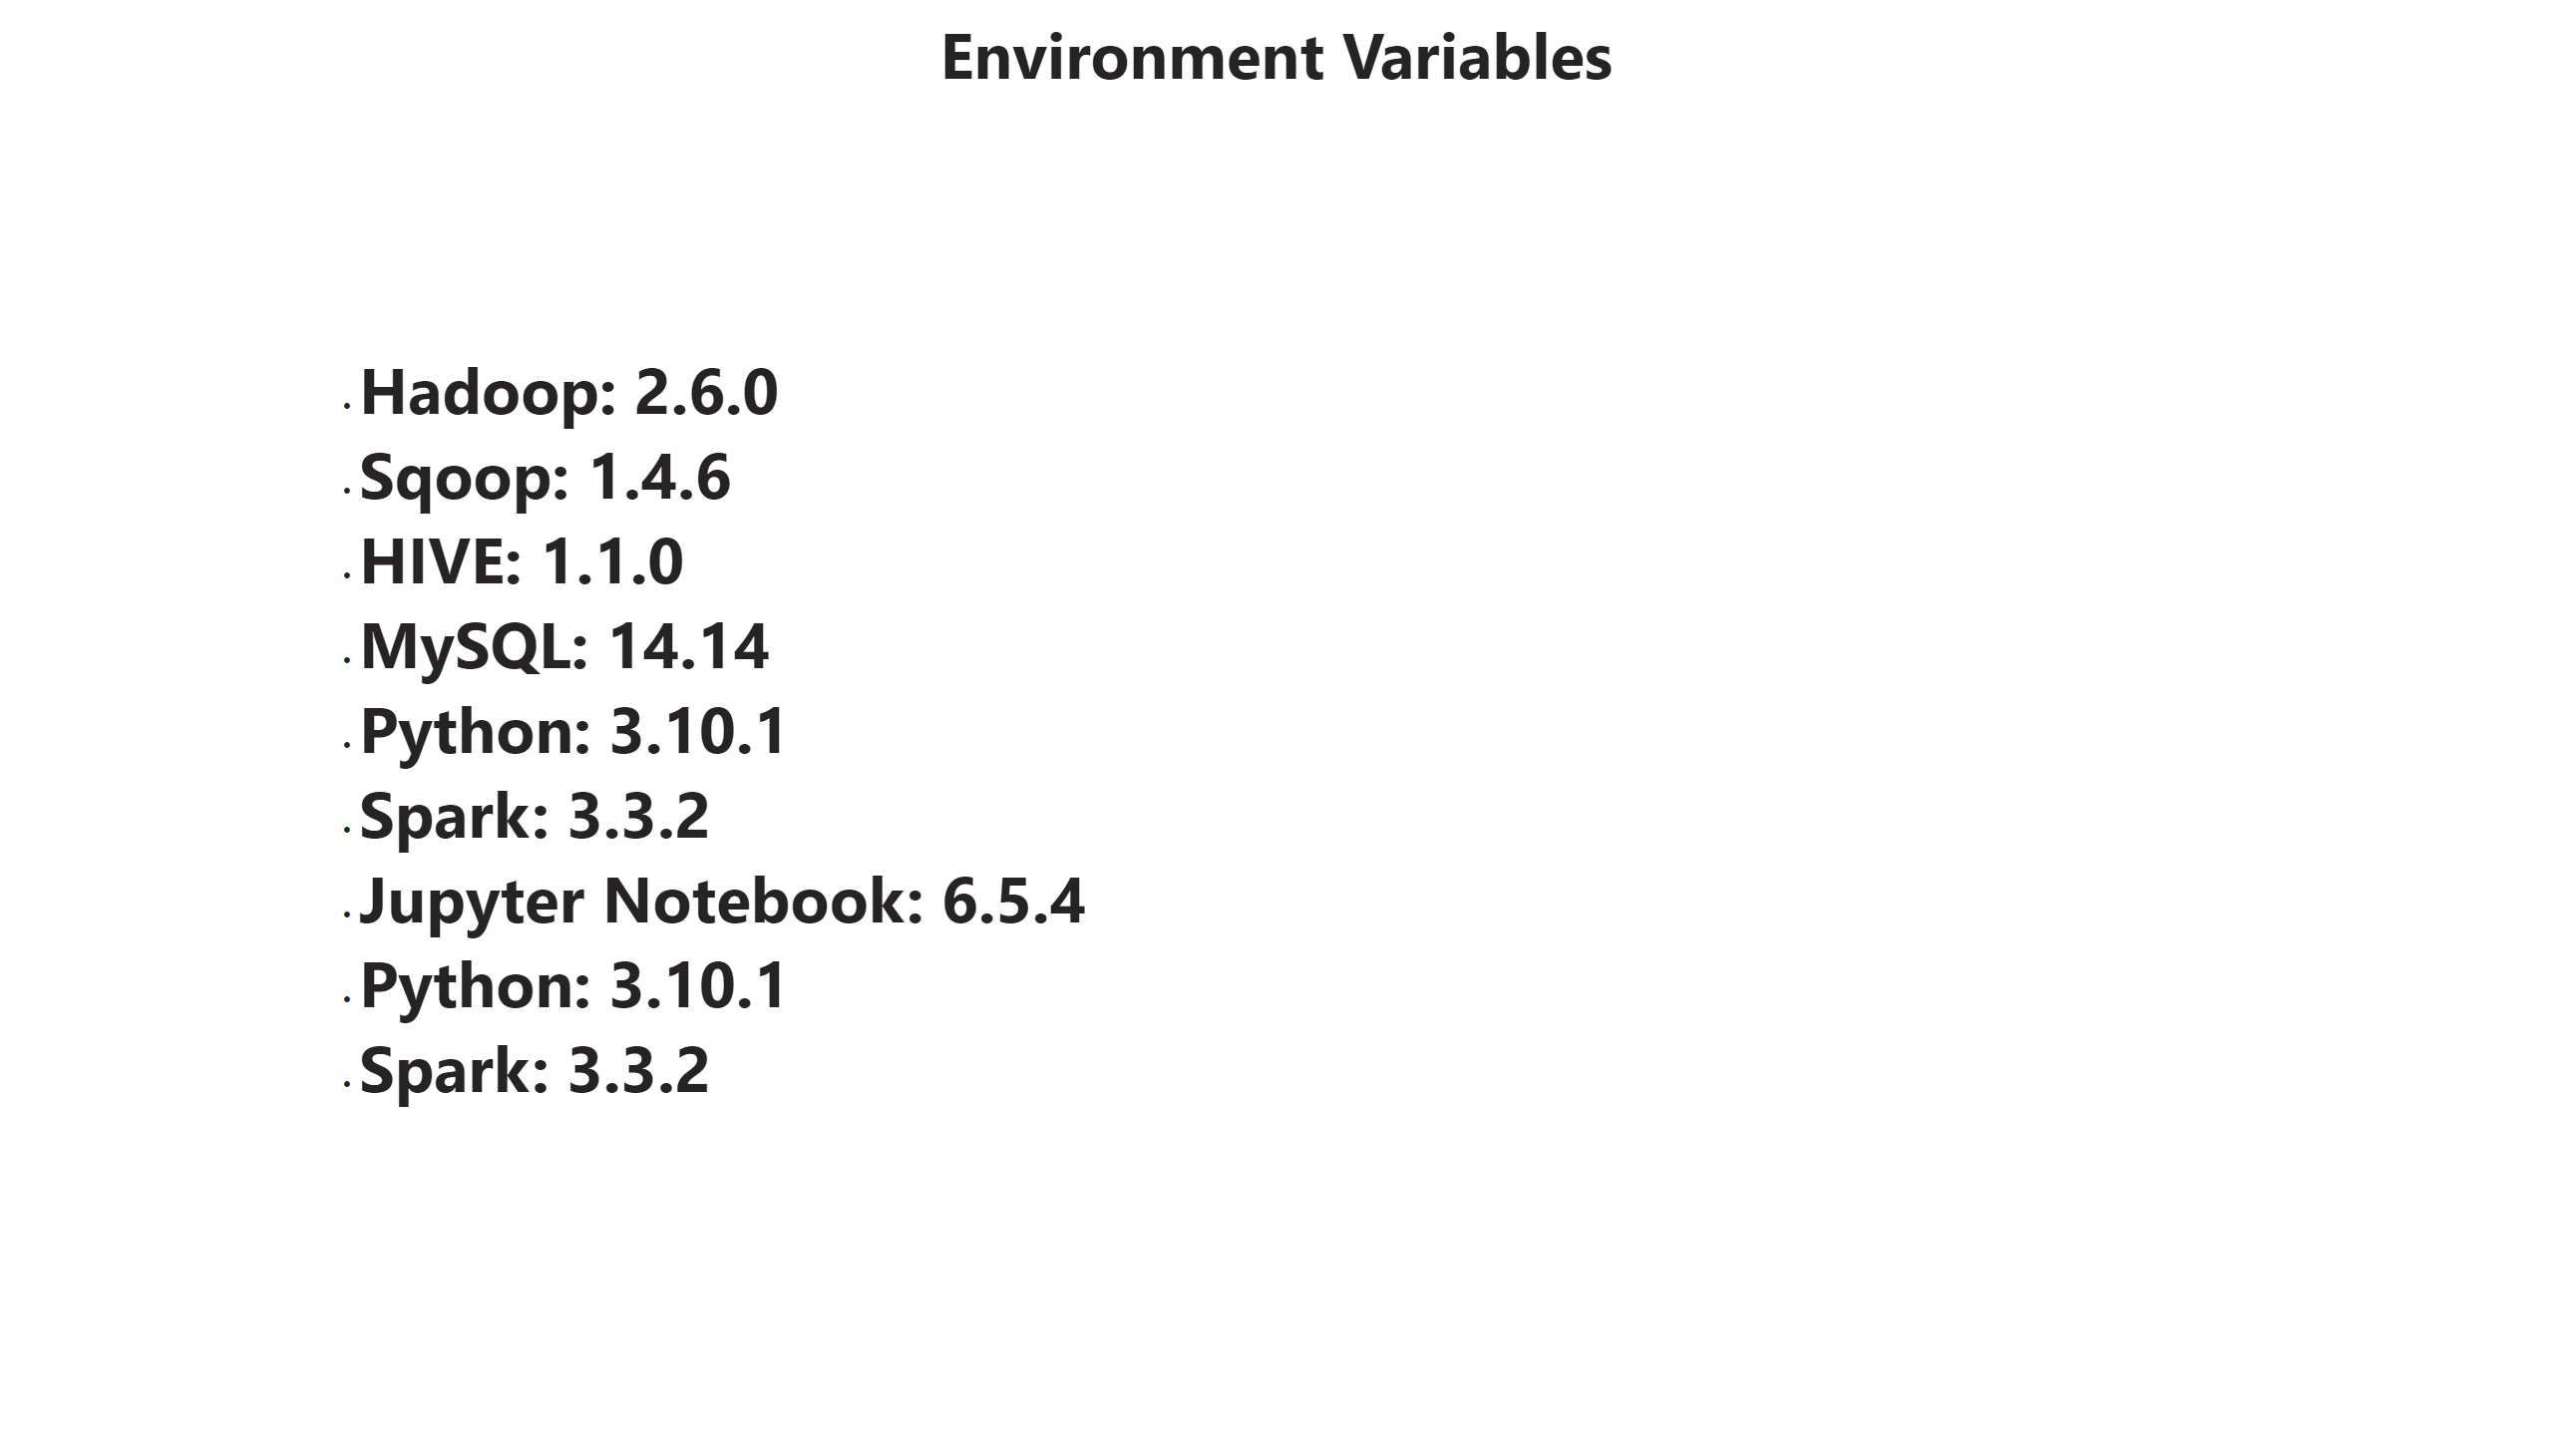 Environment Variables
• Hadoop: 2.6.0
• Sqoop: 1.4.6
• HIVE: 1.1.0
• MySQL: 14.14
• Python: 3.10.1
• Spark: 3.3.2
• Jupyter Notebook: 6.5.4
• Python: 3.10.1
• Spark: 3.3.2